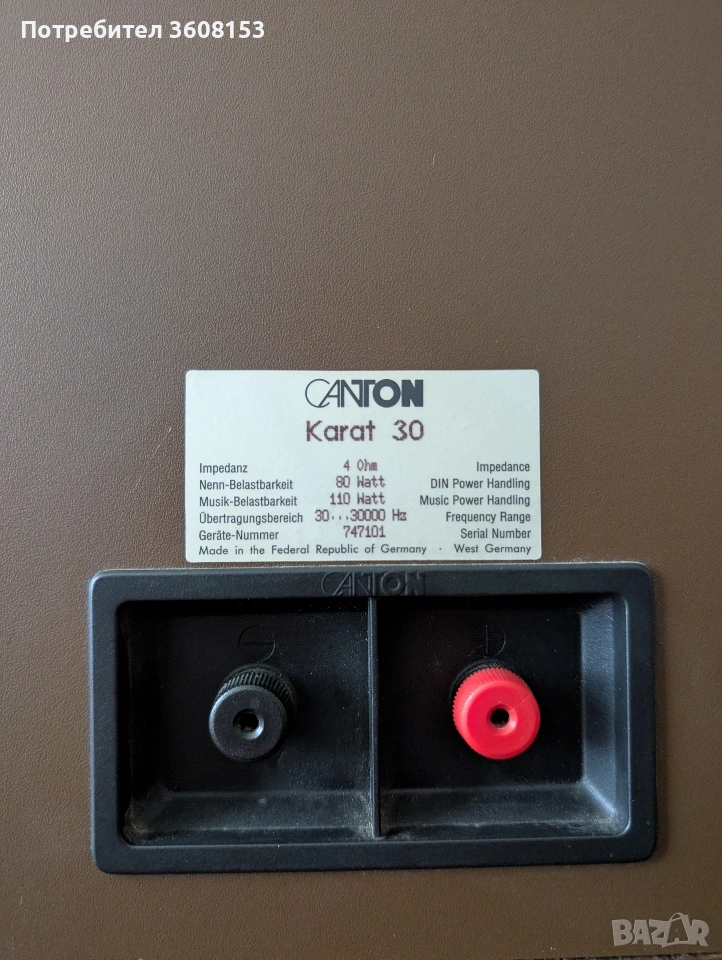 Потребител 3608153
CANTON
Karat 30
Impedanz 4 Ohm Impedance
Nenn-Belastbarkeit 80 Watt DIN Power Handling
Musik-Belastbarkeit 110 Watt Music Power Handling
Übertragungsbereich 30...30000 Hz Frequency Range
Geräte-Nummer 747101 Serial Number
Made in the Federal Republic of Germany · West Germany
CANTON
BAZAR